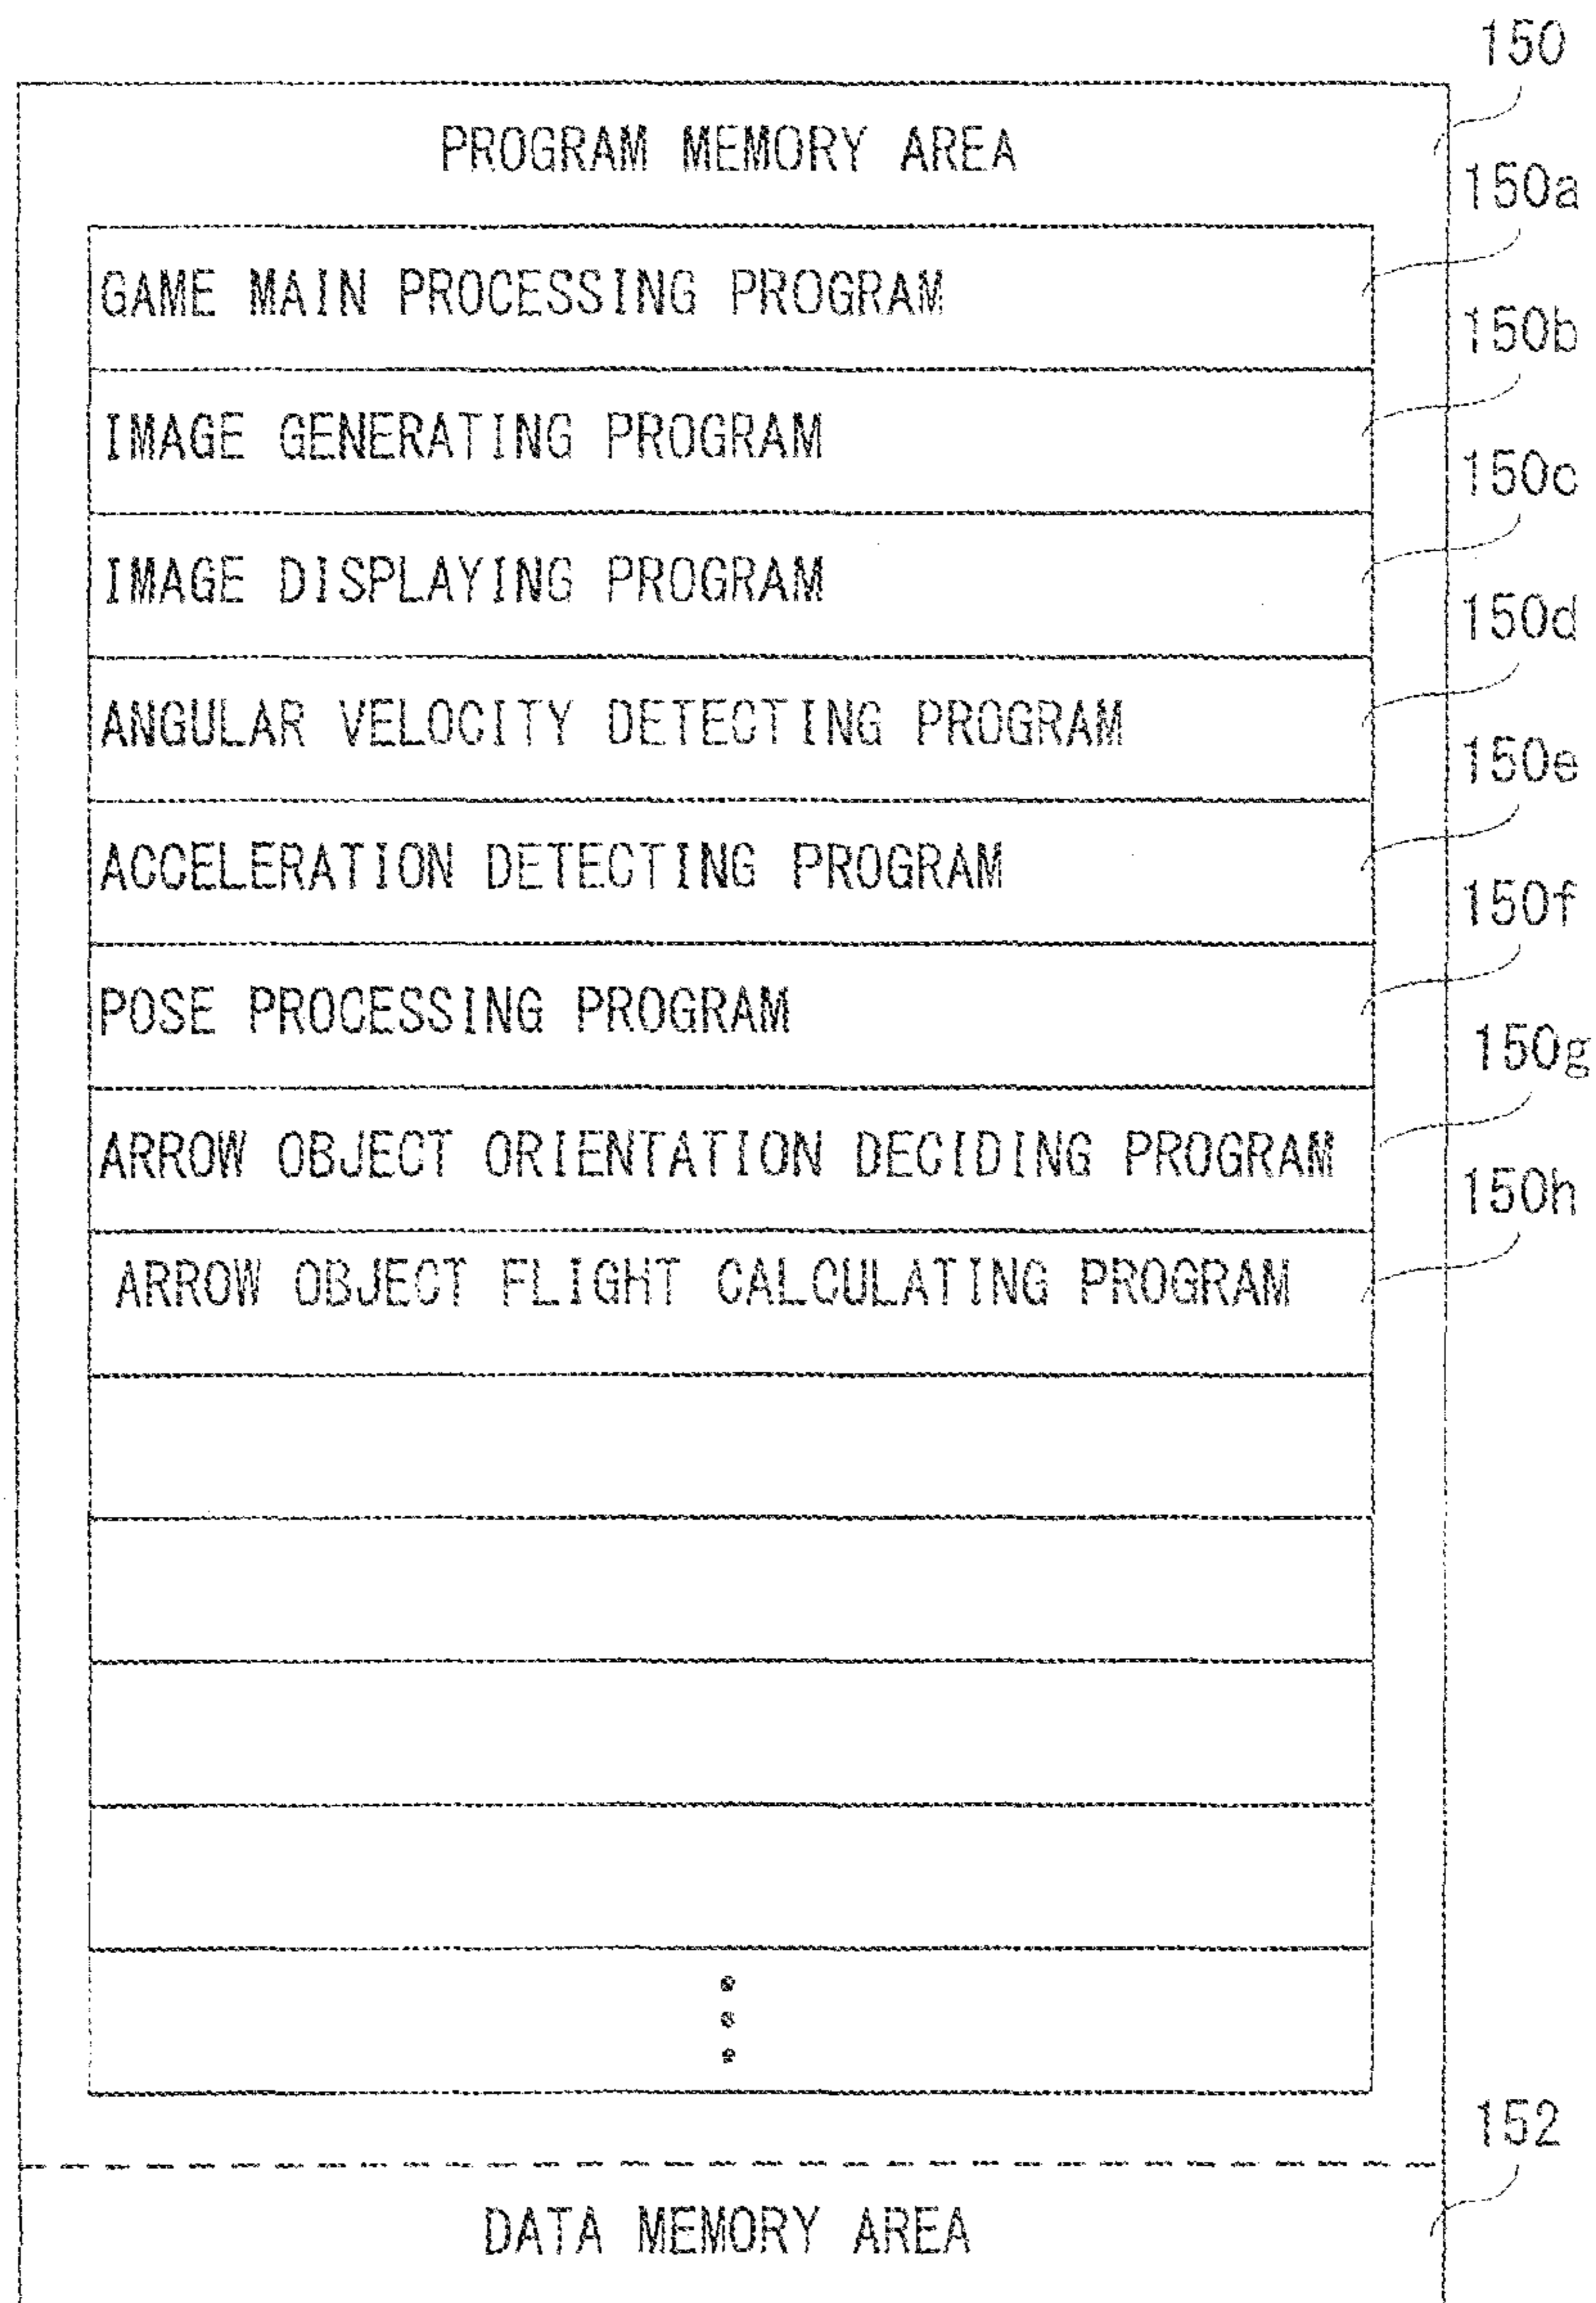 150
PROGRAM MEMORY AREA
150a
GAME MAIN PROCESSING PROGRAM
150b
IMAGE GENERATING PROGRAM
150c
IMAGE DISPLAYING PROGRAM
150d
ANGULAR VELOCITY DETECTING PROGRAM
150e
ACCELERATION DETECTING PROGRAM
150f
POSE PROCESSING PROGRAM
150g
ARROW OBJECT ORIENTATION DECIDING PROGRAM
150h
ARROW OBJECT FLIGHT CALCULATING PROGRAM
152
DATA MEMORY AREA